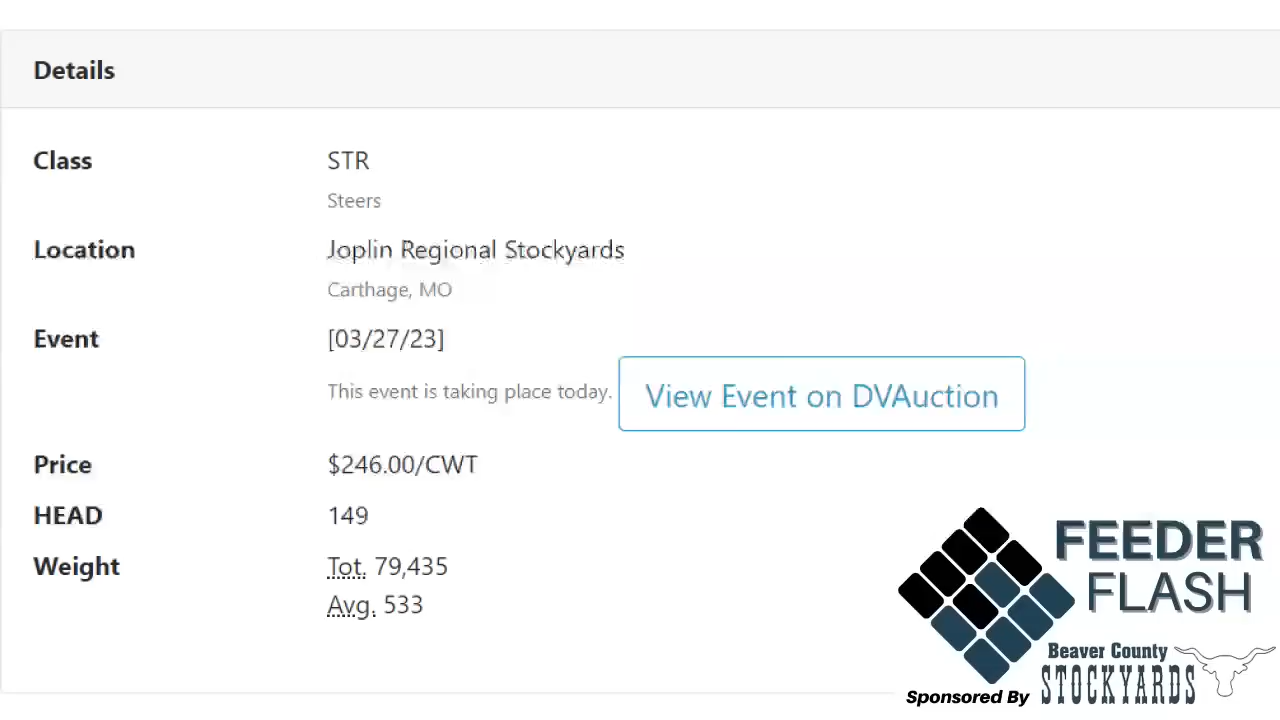 Details
Class STR
Steers
Location Joplin Regional Stockyards
Carthage, MO
Event [03/27/23]
This event is taking place today. View Event on DVAuction
Price $246.00/CWT
HEAD 149
Weight Tot. 79,435
Avg. 533
FEEDER
FLASH
Beaver County
Sponsored By STOCKYARDS